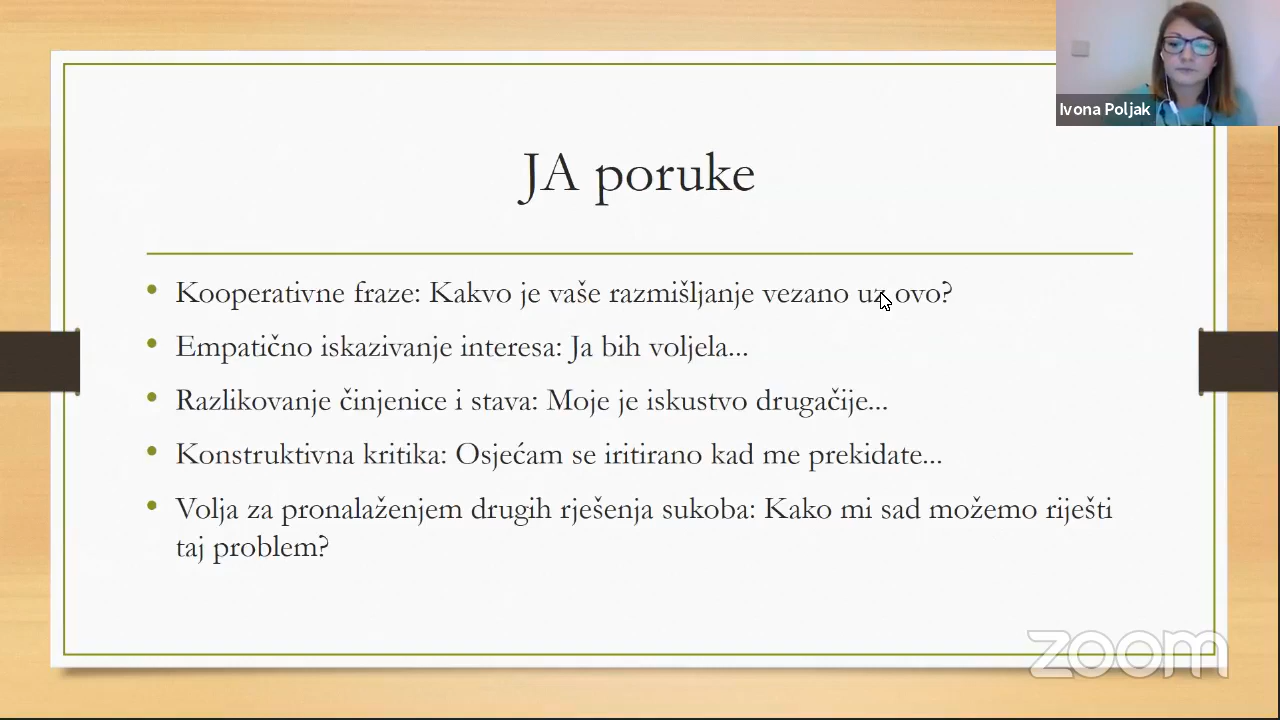 Ivona Poljak
JA poruke
Kooperativne fraze: Kakvo je vaše razmišljanje vezano uz ovo?
Empatično iskazivanje interesa: Ja bih voljela...
Razlikovanje činjenice i stava: Moje je iskustvo drugačije...
Konstruktivna kritika: Osjećam se iritirano kad me prekidate...
Volja za pronalaženjem drugih rješenja sukoba: Kako mi sad možemo riješti
taj problem?
zoom